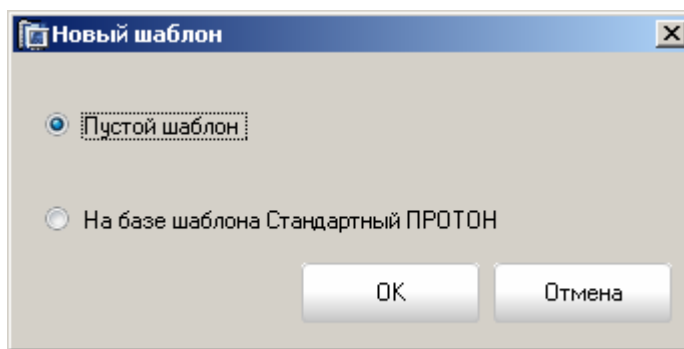 Новый шаблон
Пустой шаблон
На базе шаблона Стандартный ПРОТОН
OK
Отмена